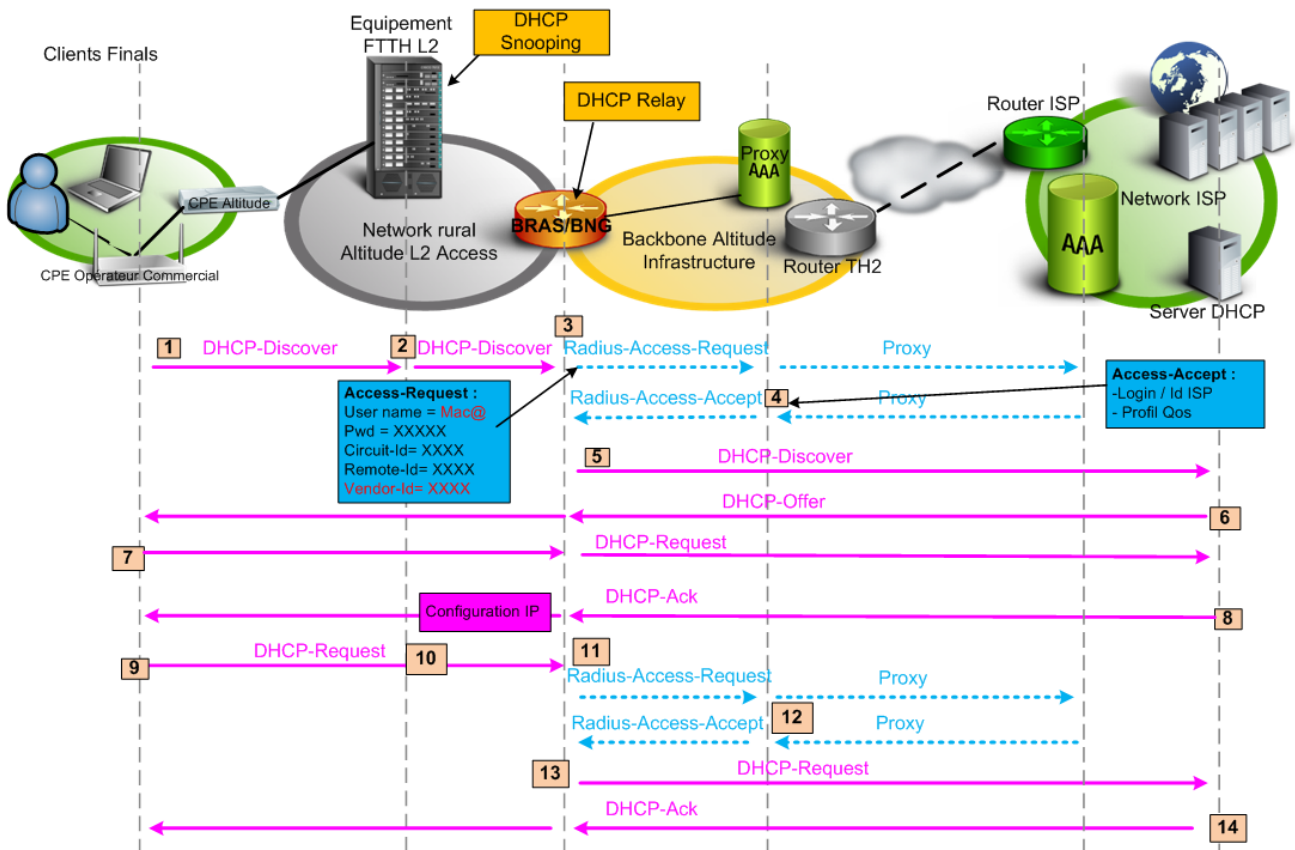 Clients Finals
Equipement
FTTH L2
DHCP
Snooping
DHCP Relay
Router ISP
Proxy
AAA
CPE Altitude
CPE Opérateur Commercial
Network rural
Altitude L2 Access
BRAS/BNG
Backbone Altitude
Infrastructure
Router TH2
Network ISP
AAA
Server DHCP
1
DHCP-Discover
2
DHCP-Discover
3
Radius-Access-Request
Proxy
Access-Request :
User name = Mac@
Pwd = XXXXX
Circuit-Id= XXXX
Remote-Id= XXXX
Vendor-Id= XXXX
Radius-Access-Accept
4
Proxy
Access-Accept :
-Login / Id ISP
- Profil Qos
5
DHCP-Discover
DHCP-Offer
6
7
DHCP-Request
Configuration IP
DHCP-Ack
8
9
DHCP-Request
10
11
Radius-Access-Request
Proxy
Radius-Access-Accept
12
Proxy
13
DHCP-Request
DHCP-Ack
14